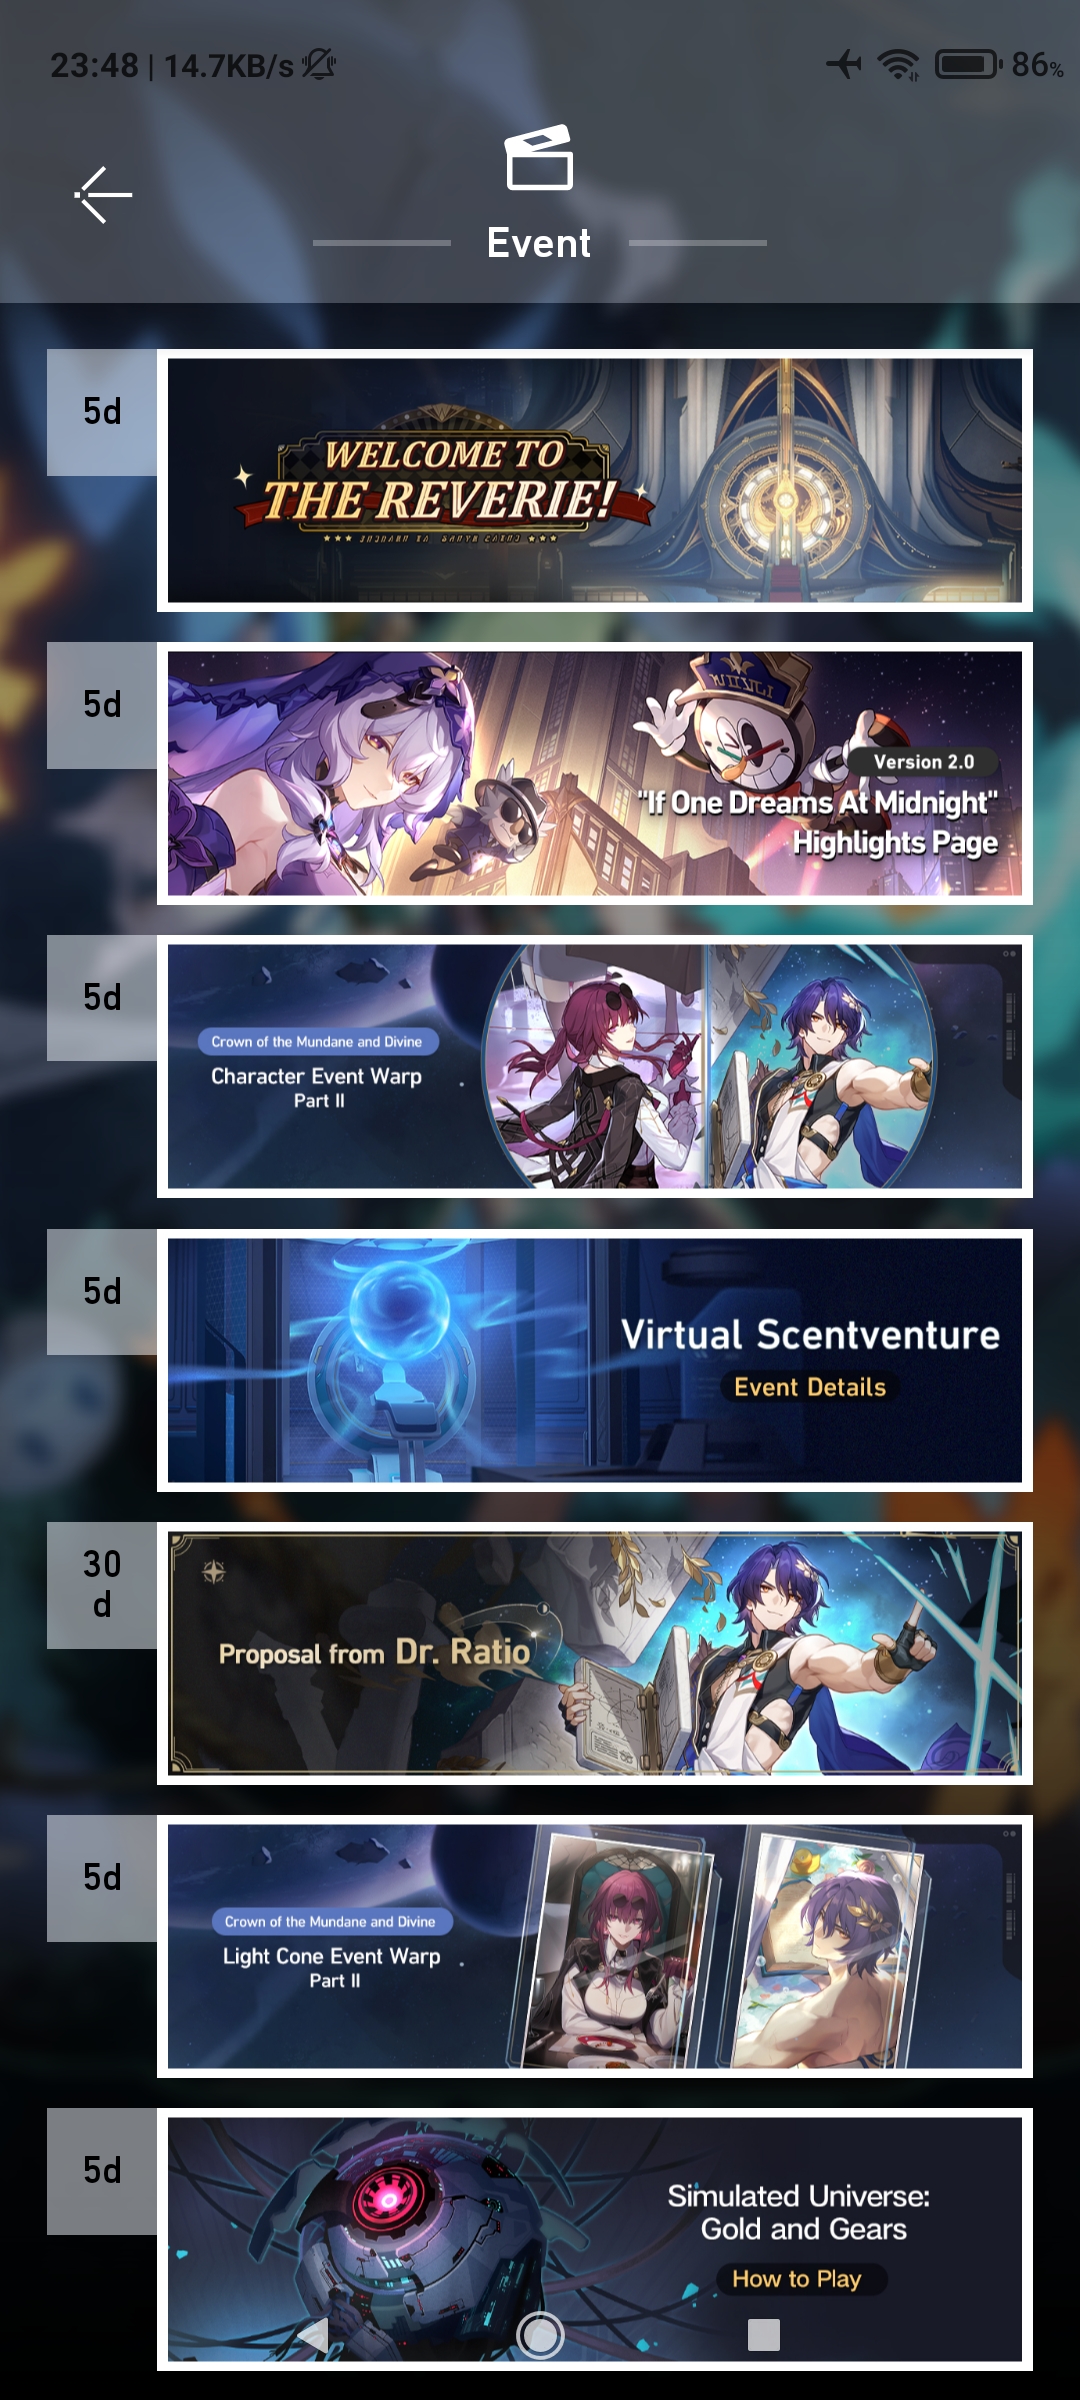 23:48 | 14.7KB/s
86%
Event
5d
WELCOME TO
THE REVERIE!
5d
Version 2.0
"If One Dreams At Midnight"
Highlights Page
5d
Crown of the Mundane and Divine
Character Event Warp
Part II
5d
Virtual Scentventure
Event Details
30
d
Proposal from Dr. Ratio
5d
Crown of the Mundane and Divine
Light Cone Event Warp
Part II
5d
Simulated Universe:
Gold and Gears
How to Play